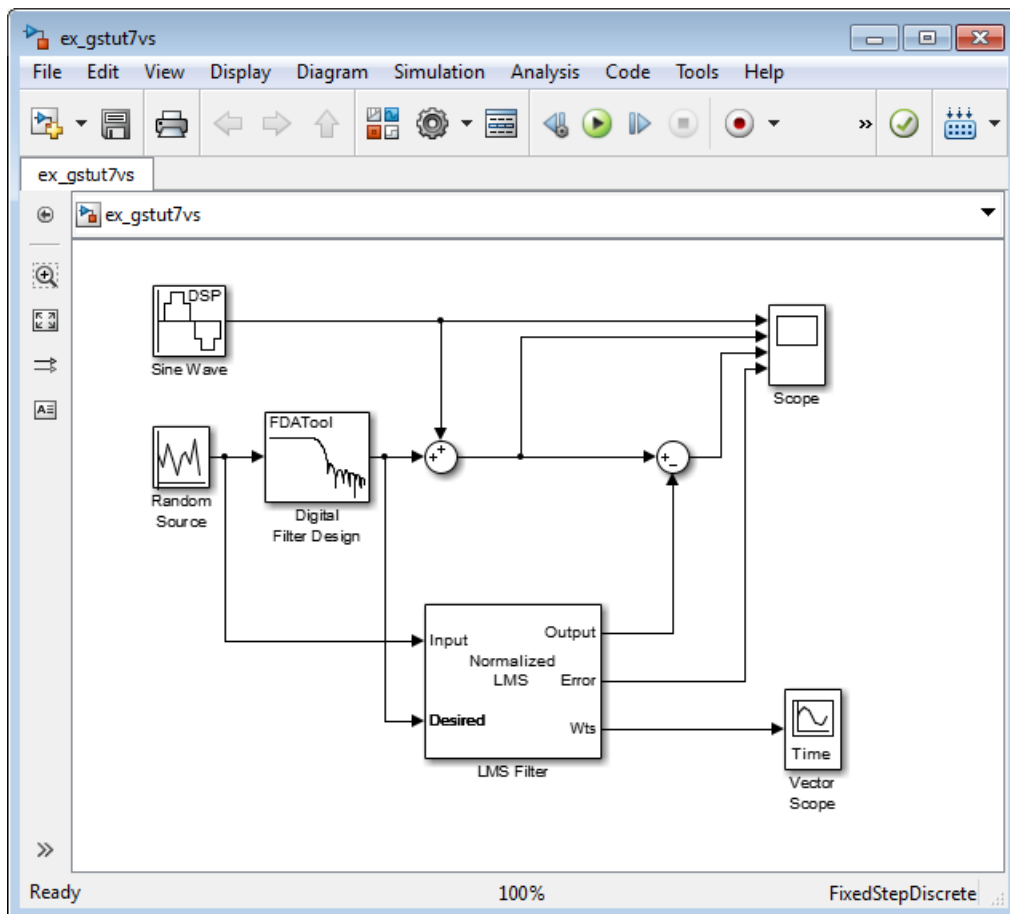 ex_gstut7vs
File Edit View Display Diagram Simulation Analysis Code Tools Help
»
ex_gstut7vs
ex_gstut7vs
DSP
Sine Wave
Scope
FDATool
+
+
+
-
Random
Source
Digital
Filter Design
Input
Output
Normalized
LMS
Error
Desired
Wts
LMS Filter
Time
Vector
Scope
A
»
Ready 100% FixedStepDiscrete